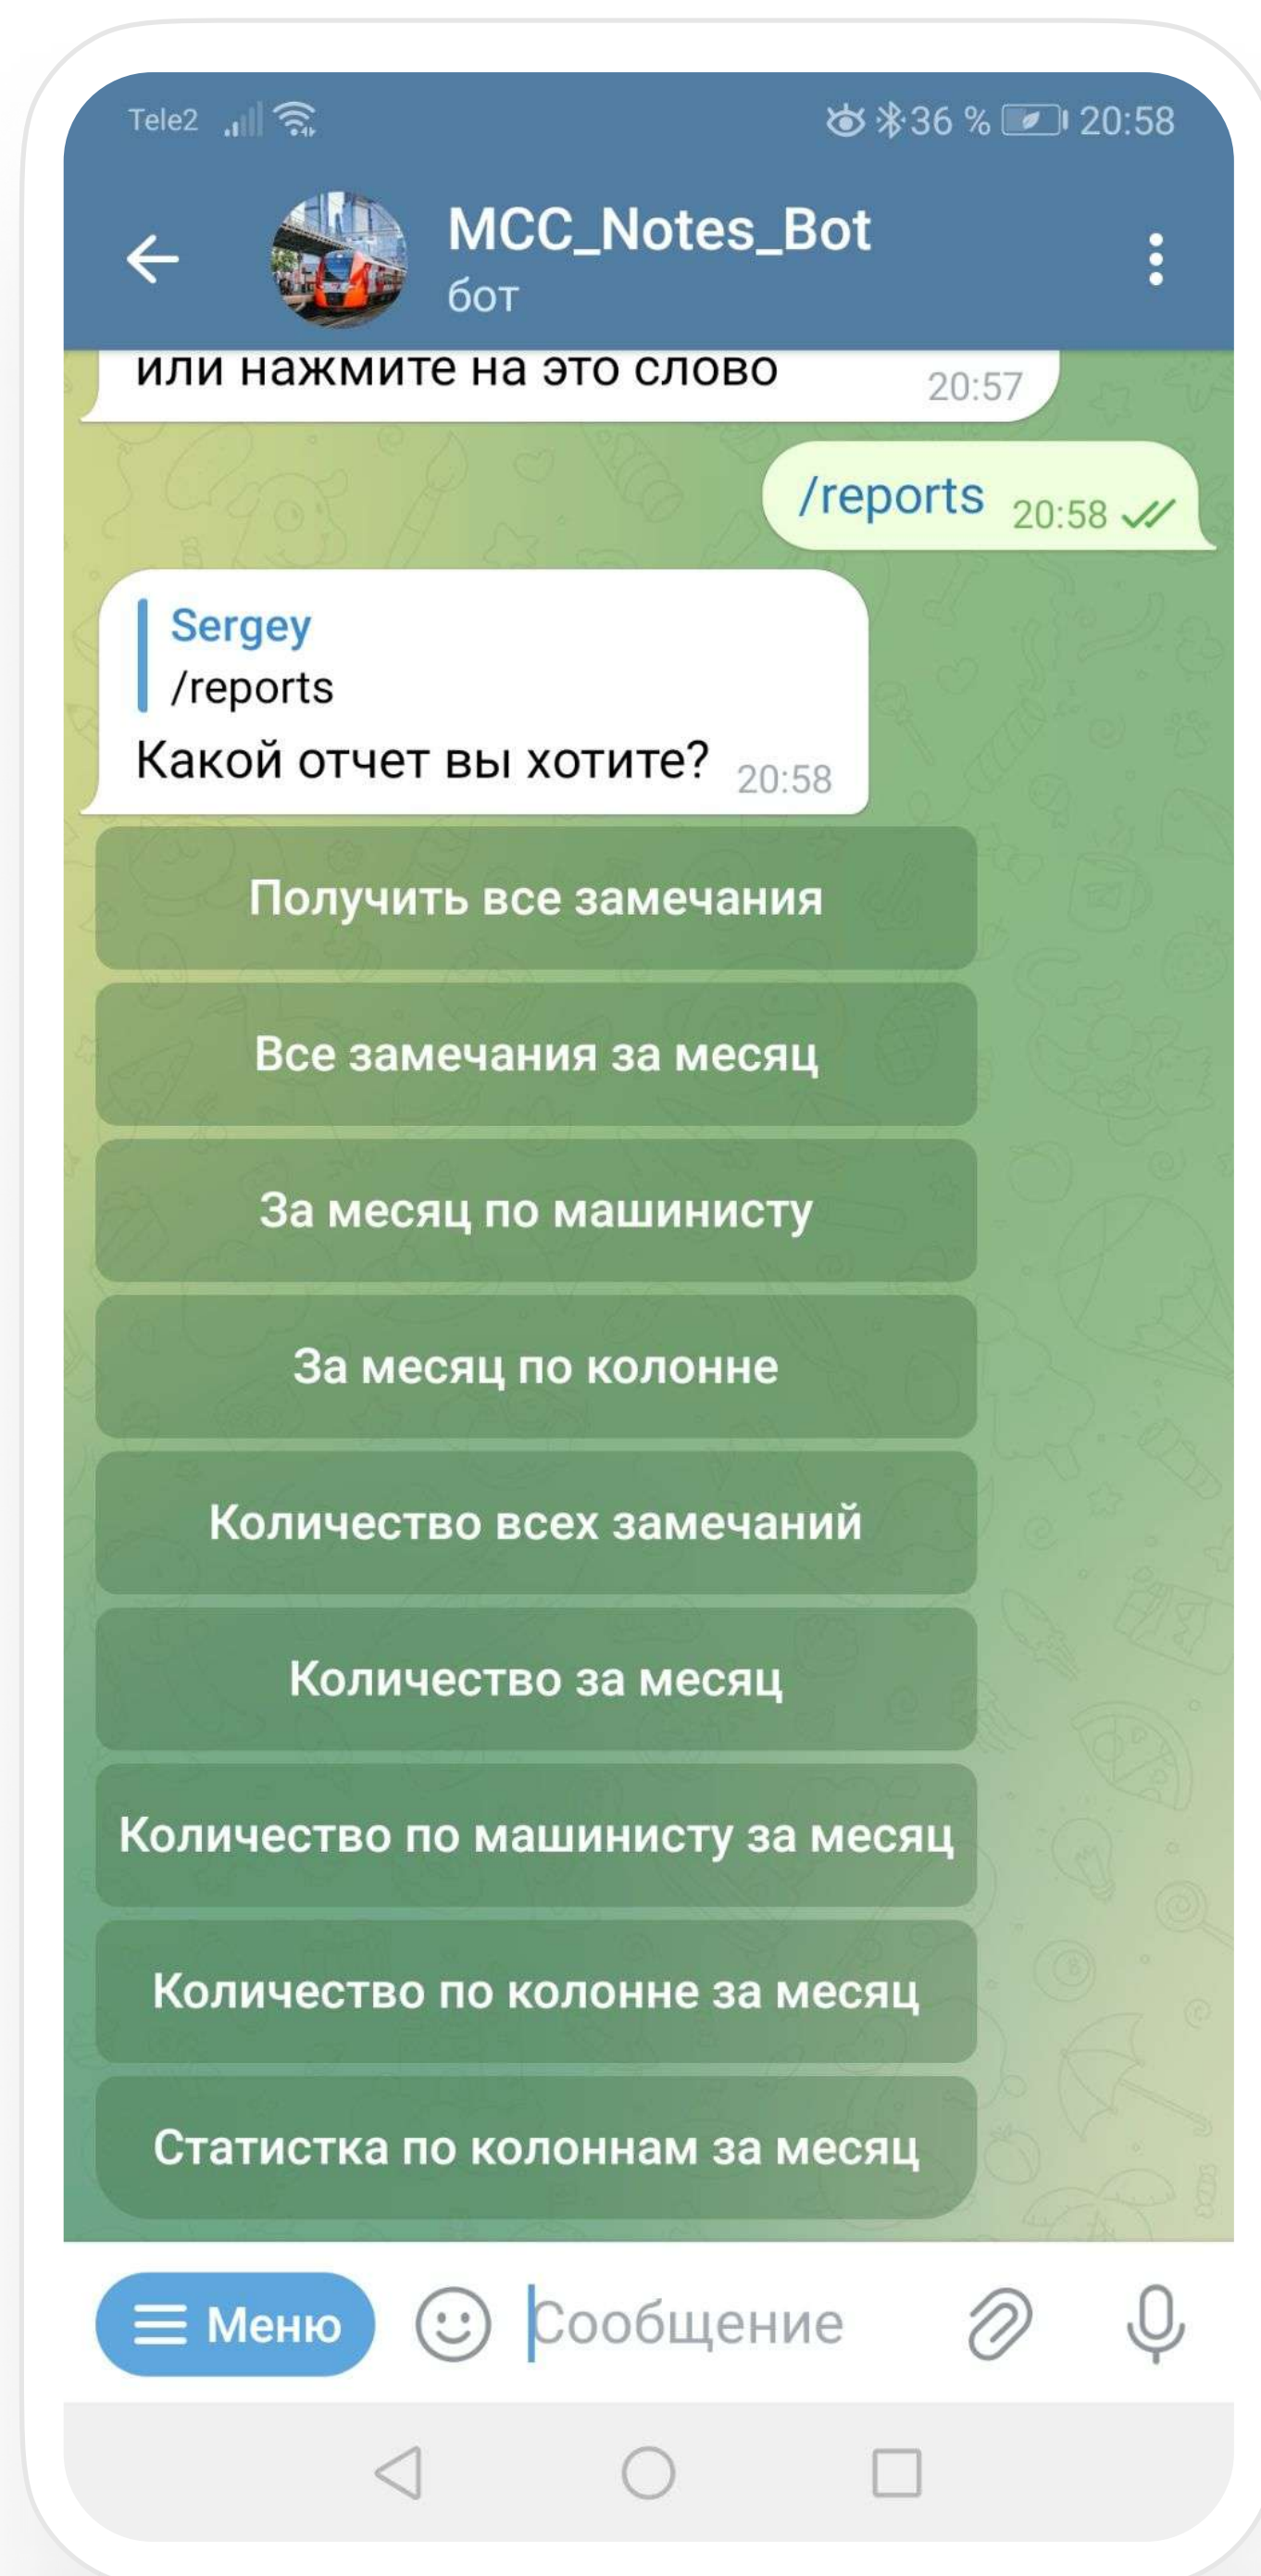 Tele2 36 % 20:58
MCC_Notes_Bot
бот
или нажмите на это слово 20:57
/reports 20:58
Sergey
/reports
Какой отчет вы хотите? 20:58
Получить все замечания
Все замечания за месяц
За месяц по машинисту
За месяц по колонне
Количество всех замечаний
Количество за месяц
Количество по машинисту за месяц
Количество по колонне за месяц
Статистка по колоннам за месяц
Меню Сообщение